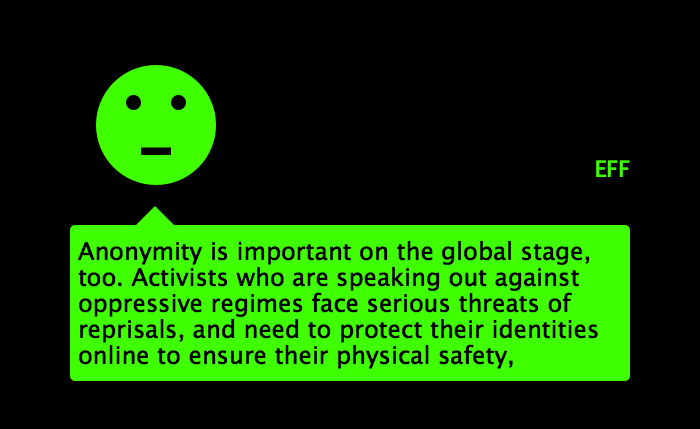 EFF
Anonymity is important on the global stage,
too. Activists who are speaking out against
oppressive regimes face serious threats of
reprisals, and need to protect their identities
online to ensure their physical safety,